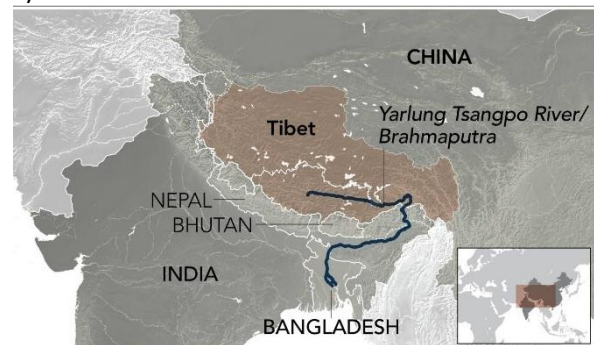 CHINA
Tibet
Yarlung Tsangpo River/
Brahmaputra
NEPAL
BHUTAN
INDIA
BANGLADESH